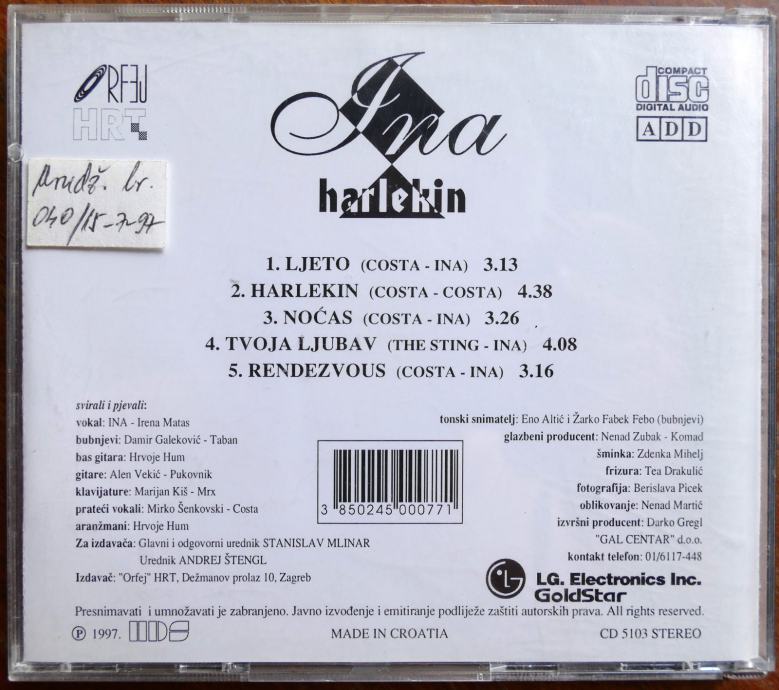 ORFEJ
HRT
Ina
harlekin
COMPACT
disc
DIGITAL AUDIO
ADD
br.
040/15-7-97
1. LJETO (COSTA - INA) 3.13
2. HARLEKIN (COSTA - COSTA) 4.38
3. NOĆAS (COSTA - INA) 3.26
4. TVOJA LJUBAV (THE STING - INA) 4.08
5. RENDEZVOUS (COSTA - INA) 3.16
svirali i pjevali:
vokal: INA - Irena Matas
bubnjevi: Damir Galeković - Taban
bas gitara: Hrvoje Hum
gitare: Alen Vekić - Pukovnik
klavijature: Marijan Kiš - Mrx
prateći vokali: Mirko Šenkovski - Costa
aranžmani: Hrvoje Hum
Za izdavača: Glavni i odgovorni urednik STANISLAV MLINAR
Urednik ANDREJ ŠTENGL
Izdavač: "Orfej" HRT, Dežmanov prolaz 10, Zagreb
3 850245 000771
tonski snimatelj: Eno Altić i Žarko Fabek Febo (bubnjevi)
glazbeni producent: Nenad Zubak - Komad
šminka: Zdenka Mihelj
frizura: Tea Drakulić
fotografija: Berislava Picek
oblikovanje: Nenad Martić
izvršni producent: Darko Gregl
"GAL CENTAR" d.o.o.
kontakt telefon: 01/6117-448
LG. Electronics Inc.
GoldStar
Presnimavati i umnožavati je zabranjeno. Javno izvođenje i emitiranje podliježe zaštiti autorskih prava. All rights reserved.
Ⓟ 1997.
MADE IN CROATIA
CD 5103 STEREO